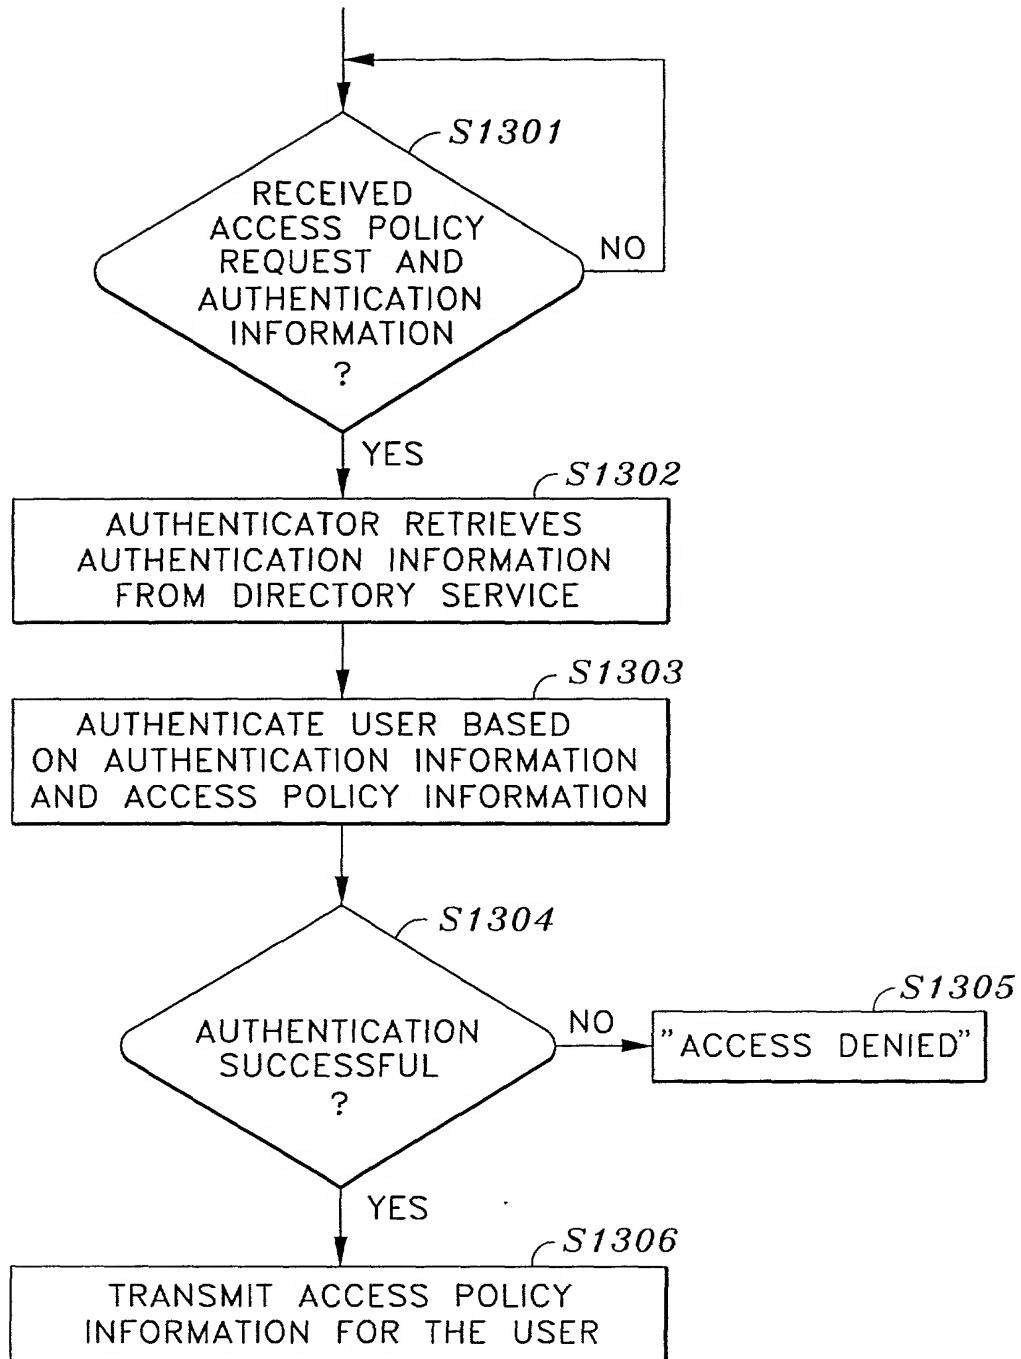 S1301
RECEIVED
ACCESS POLICY
REQUEST AND
AUTHENTICATION
INFORMATION
?
NO
YES
S1302
AUTHENTICATOR RETRIEVES
AUTHENTICATION INFORMATION
FROM DIRECTORY SERVICE
S1303
AUTHENTICATE USER BASED
ON AUTHENTICATION INFORMATION
AND ACCESS POLICY INFORMATION
S1304
AUTHENTICATION
SUCCESSFUL
?
NO
S1305
"ACCESS DENIED"
YES
S1306
TRANSMIT ACCESS POLICY
INFORMATION FOR THE USER